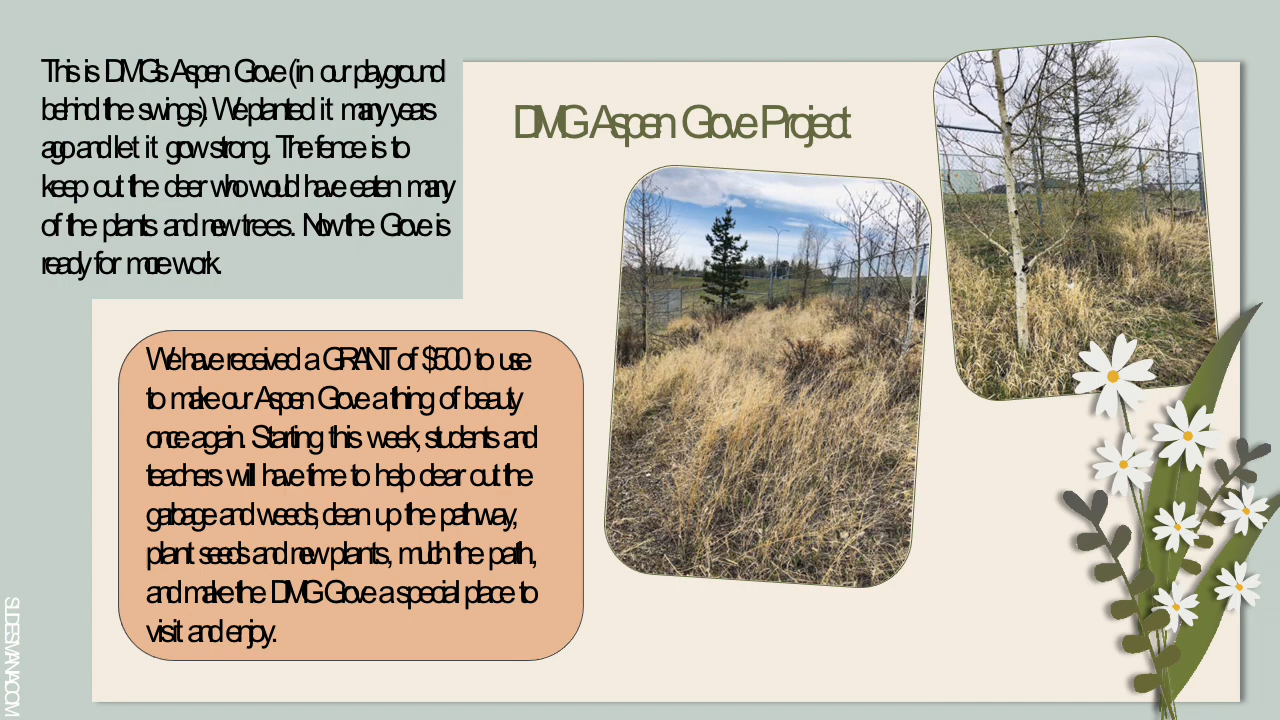 This is DMG's Aspen Grove (in our playground
behind the swings). We planted it many years
ago and let it grow strong. The fence is to
keep out the deer who would have eaten many
of the plants and new trees. Now the Grove is
ready for more work.
DMG Aspen Grove Project
We have received a GRANT of $500 to use
to make our Aspen Grove a thing of beauty
once again. Starting this week, students and
teachers will have time to help clear out the
garbage and weeds, clean up the pathway,
plant seeds and new plants, mulch the path,
and make the DMG Grove a special place to
visit and enjoy.
SLIDESMANIA.COM